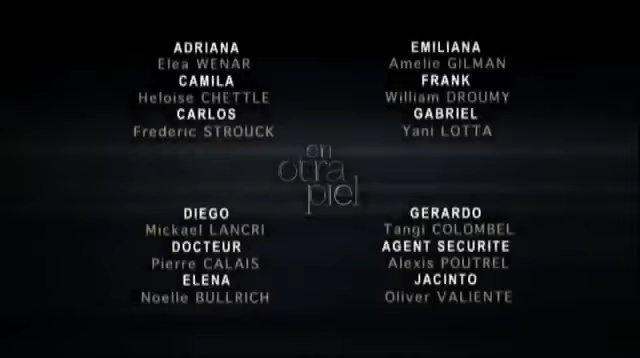 ADRIANA
Elea WENAR
CAMILA
Heloise CHETTLE
CARLOS
Frederic STROUCK
EMILIANA
Amelie GILMAN
FRANK
William DROUMY
GABRIEL
Yani LOTTA
en
otra
piel
DIEGO
Mickael LANCRI
DOCTEUR
Pierre CALAIS
ELENA
Noelle BULLRICH
GERARDO
Tangi COLOMBEL
AGENT SECURITE
Alexis POUTREL
JACINTO
Oliver VALIENTE